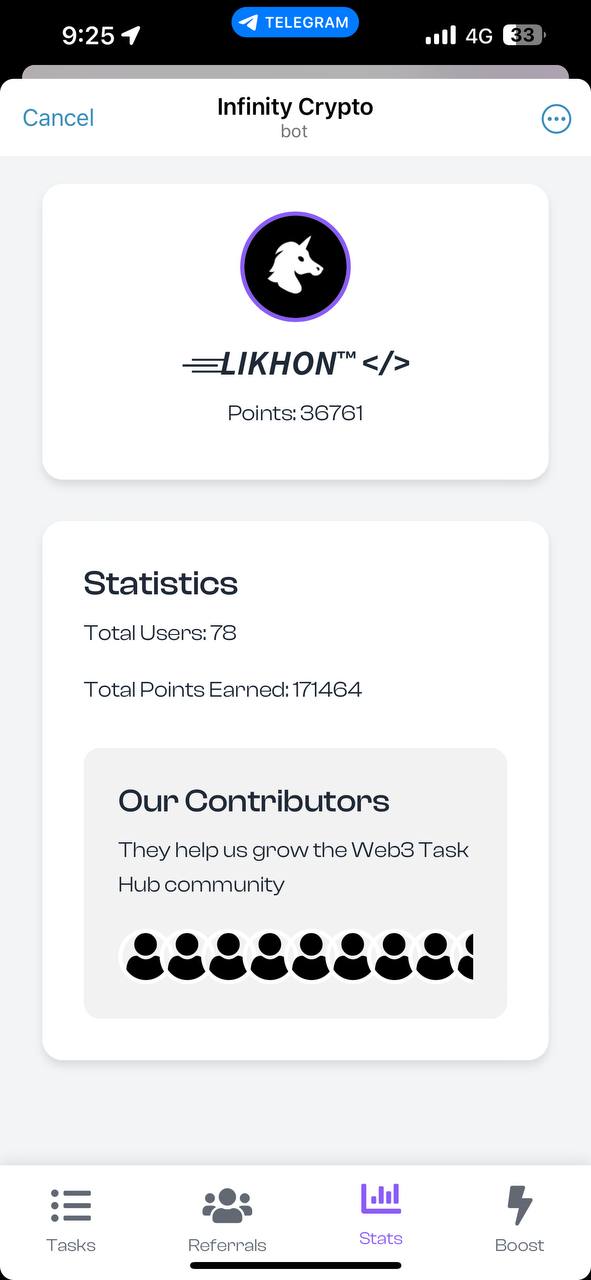 9:25
TELEGRAM
4G
33
Cancel
Infinity Crypto
bot
LIKHON™ </>
Points: 36761
Statistics
Total Users: 78
Total Points Earned: 171464
Our Contributors
They help us grow the Web3 Task
Hub community
Tasks
Referrals
Stats
Boost